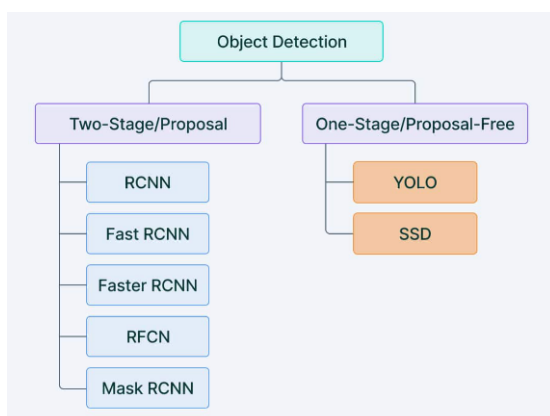 Object Detection
Two-Stage/Proposal
One-Stage/Proposal-Free
RCNN
Fast RCNN
Faster RCNN
RFCN
Mask RCNN
YOLO
SSD